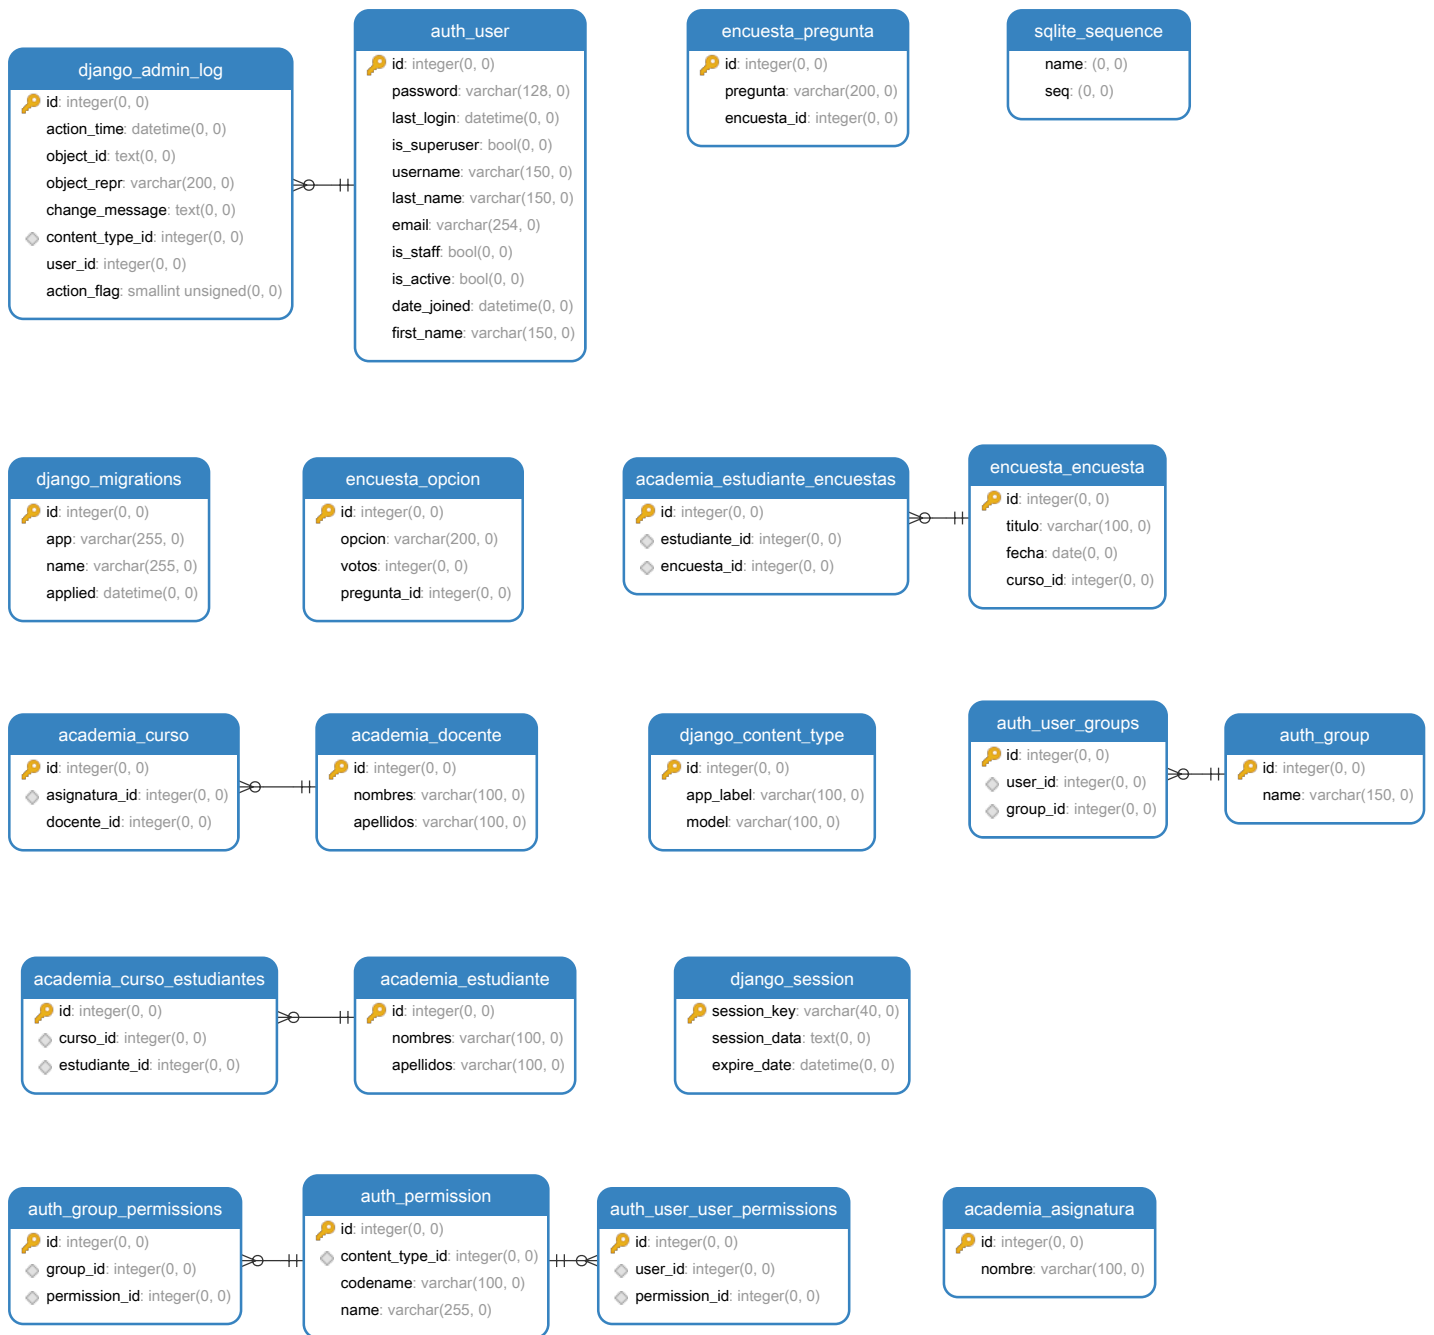 django_admin_log
id: integer(0, 0)
action_time: datetime(0, 0)
object_id: text(0, 0)
object_repr: varchar(200, 0)
change_message: text(0, 0)
content_type_id: integer(0, 0)
user_id: integer(0, 0)
action_flag: smallint unsigned(0, 0)
auth_user
id: integer(0, 0)
password: varchar(128, 0)
last_login: datetime(0, 0)
is_superuser: bool(0, 0)
username: varchar(150, 0)
last_name: varchar(150, 0)
email: varchar(254, 0)
is_staff: bool(0, 0)
is_active: bool(0, 0)
date_joined: datetime(0, 0)
first_name: varchar(150, 0)
encuesta_pregunta
id: integer(0, 0)
pregunta: varchar(200, 0)
encuesta_id: integer(0, 0)
sqlite_sequence
name: (0, 0)
seq: (0, 0)
django_migrations
id: integer(0, 0)
app: varchar(255, 0)
name: varchar(255, 0)
applied: datetime(0, 0)
encuesta_opcion
id: integer(0, 0)
opcion: varchar(200, 0)
votos: integer(0, 0)
pregunta_id: integer(0, 0)
academia_estudiante_encuestas
id: integer(0, 0)
estudiante_id: integer(0, 0)
encuesta_id: integer(0, 0)
encuesta_encuesta
id: integer(0, 0)
titulo: varchar(100, 0)
fecha: date(0, 0)
curso_id: integer(0, 0)
academia_curso
id: integer(0, 0)
asignatura_id: integer(0, 0)
docente_id: integer(0, 0)
academia_docente
id: integer(0, 0)
nombres: varchar(100, 0)
apellidos: varchar(100, 0)
django_content_type
id: integer(0, 0)
app_label: varchar(100, 0)
model: varchar(100, 0)
auth_user_groups
id: integer(0, 0)
user_id: integer(0, 0)
group_id: integer(0, 0)
auth_group
id: integer(0, 0)
name: varchar(150, 0)
academia_curso_estudiantes
id: integer(0, 0)
curso_id: integer(0, 0)
estudiante_id: integer(0, 0)
academia_estudiante
id: integer(0, 0)
nombres: varchar(100, 0)
apellidos: varchar(100, 0)
django_session
session_key: varchar(40, 0)
session_data: text(0, 0)
expire_date: datetime(0, 0)
auth_group_permissions
id: integer(0, 0)
group_id: integer(0, 0)
permission_id: integer(0, 0)
auth_permission
id: integer(0, 0)
content_type_id: integer(0, 0)
codename: varchar(100, 0)
name: varchar(255, 0)
auth_user_user_permissions
id: integer(0, 0)
user_id: integer(0, 0)
permission_id: integer(0, 0)
academia_asignatura
id: integer(0, 0)
nombre: varchar(100, 0)